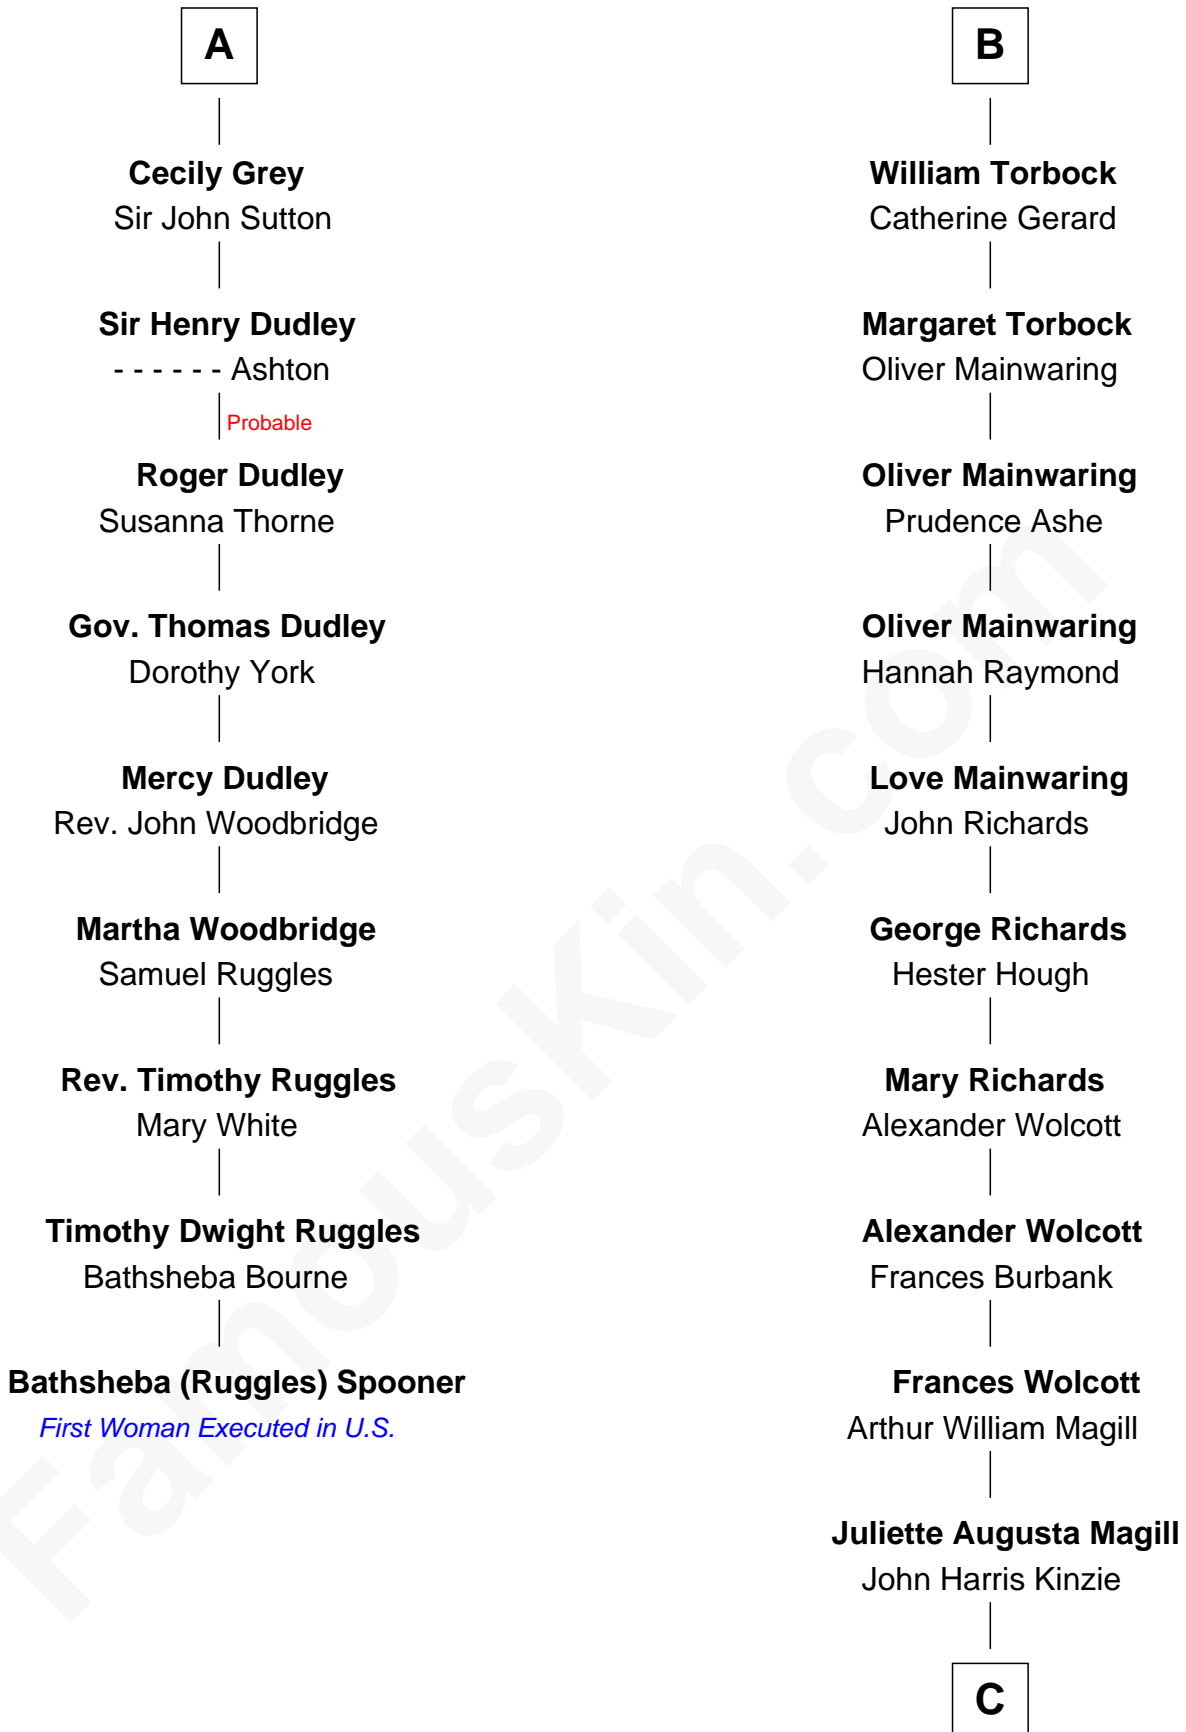 A
Cecily Grey
Sir John Sutton
Sir Henry Dudley
- - - - - - Ashton
Probable
Roger Dudley
Susanna Thorne
Gov. Thomas Dudley
Dorothy York
Mercy Dudley
Rev. John Woodbridge
Martha Woodbridge
Samuel Ruggles
Rev. Timothy Ruggles
Mary White
Timothy Dwight Ruggles
Bathsheba Bourne
Bathsheba (Ruggles) Spooner
First Woman Executed in U.S.
B
William Torbock
Catherine Gerard
Margaret Torbock
Oliver Mainwaring
Oliver Mainwaring
Prudence Ashe
Oliver Mainwaring
Hannah Raymond
Love Mainwaring
John Richards
George Richards
Hester Hough
Mary Richards
Alexander Wolcott
Alexander Wolcott
Frances Burbank
Frances Wolcott
Arthur William Magill
Juliette Augusta Magill
John Harris Kinzie
C
FamousKin.com